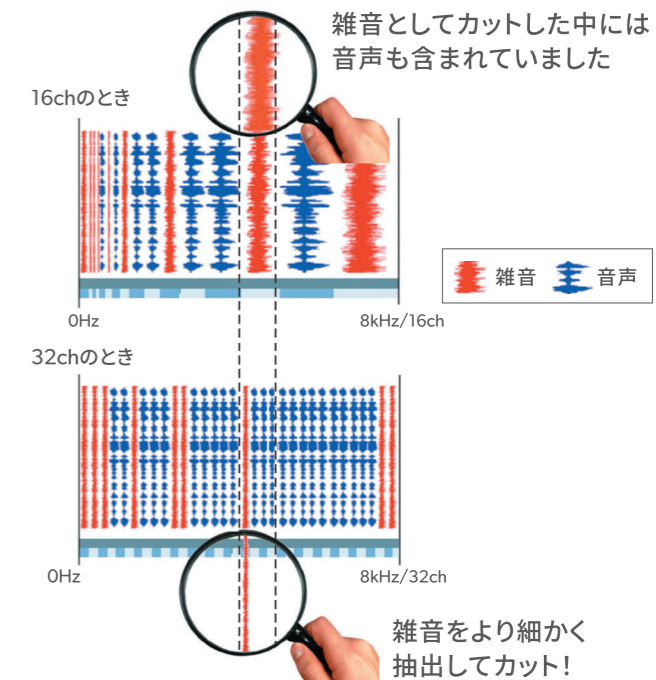 雑音としてカットした中には
音声も含まれていました
16chのとき
雑音
音声
0Hz
8kHz/16ch
32chのとき
0Hz
8kHz/32ch
雑音をより細かく
抽出してカット！